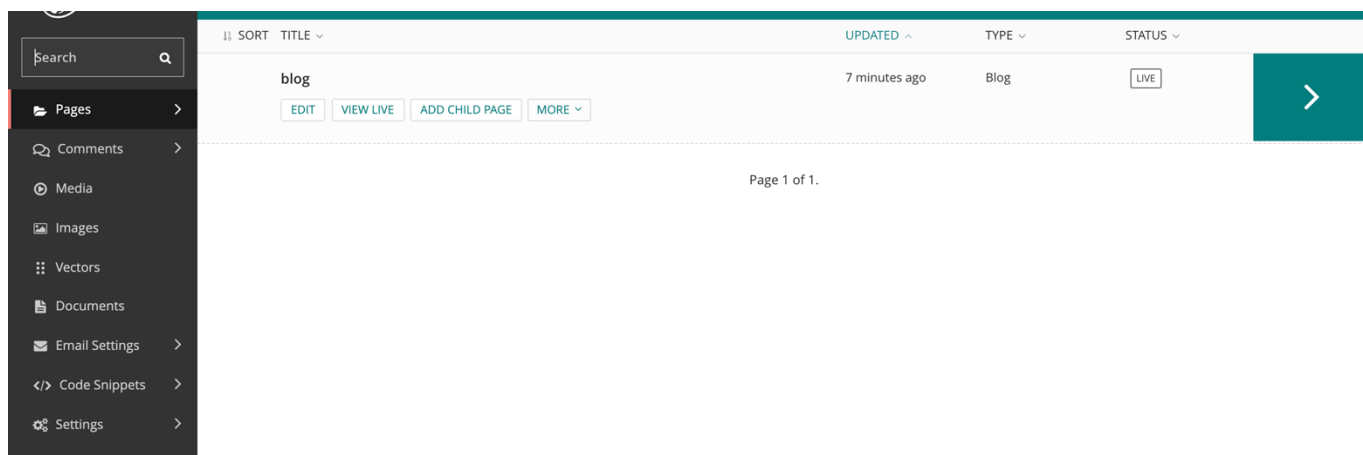 SORT TITLE UPDATED TYPE STATUS
Search
blog 7 minutes ago Blog LIVE
EDIT VIEW LIVE ADD CHILD PAGE MORE
Page 1 of 1.
Pages
Comments
Media
Images
Vectors
Documents
Email Settings
Code Snippets
Settings